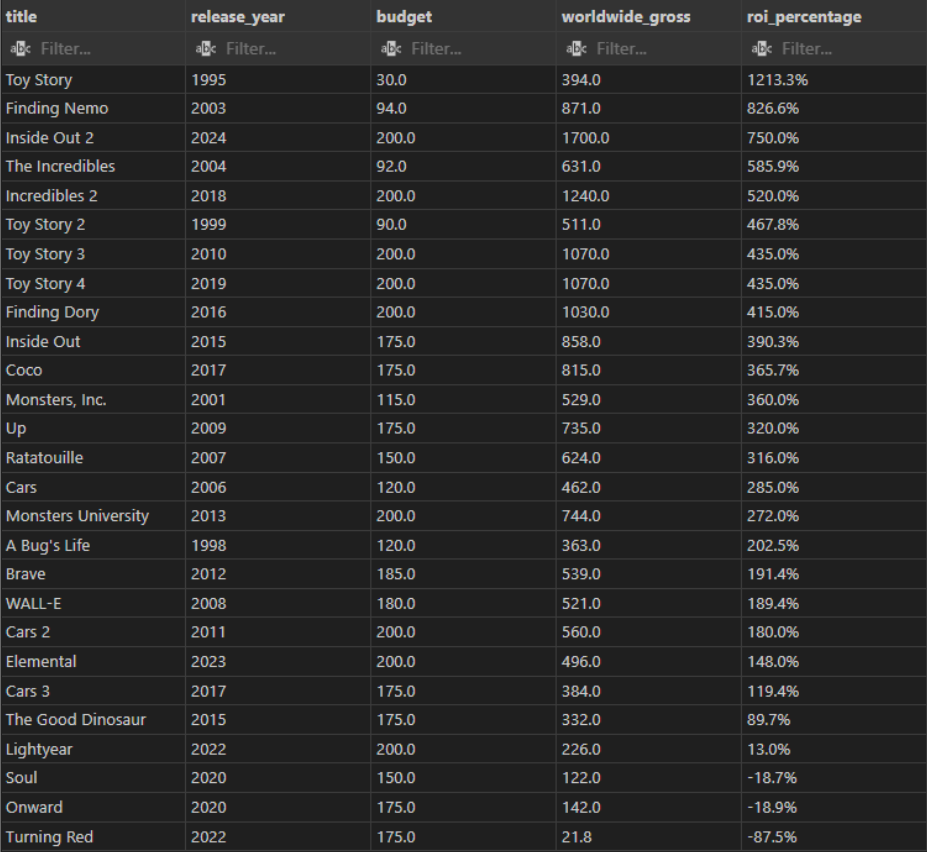 title release_year budget worldwide_gross roi_percentage
abc Filter... abc Filter... abc Filter... abc Filter... abc Filter...
Toy Story 1995 30.0 394.0 1213.3%
Finding Nemo 2003 94.0 871.0 826.6%
Inside Out 2 2024 200.0 1700.0 750.0%
The Incredibles 2004 92.0 631.0 585.9%
Incredibles 2 2018 200.0 1240.0 520.0%
Toy Story 2 1999 90.0 511.0 467.8%
Toy Story 3 2010 200.0 1070.0 435.0%
Toy Story 4 2019 200.0 1070.0 435.0%
Finding Dory 2016 200.0 1030.0 415.0%
Inside Out 2015 175.0 858.0 390.3%
Coco 2017 175.0 815.0 365.7%
Monsters, Inc. 2001 115.0 529.0 360.0%
Up 2009 175.0 735.0 320.0%
Ratatouille 2007 150.0 624.0 316.0%
Cars 2006 120.0 462.0 285.0%
Monsters University 2013 200.0 744.0 272.0%
A Bug's Life 1998 120.0 363.0 202.5%
Brave 2012 185.0 539.0 191.4%
WALL-E 2008 180.0 521.0 189.4%
Cars 2 2011 200.0 560.0 180.0%
Elemental 2023 200.0 496.0 148.0%
Cars 3 2017 175.0 384.0 119.4%
The Good Dinosaur 2015 175.0 332.0 89.7%
Lightyear 2022 200.0 226.0 13.0%
Soul 2020 150.0 122.0 -18.7%
Onward 2020 175.0 142.0 -18.9%
Turning Red 2022 175.0 21.8 -87.5%